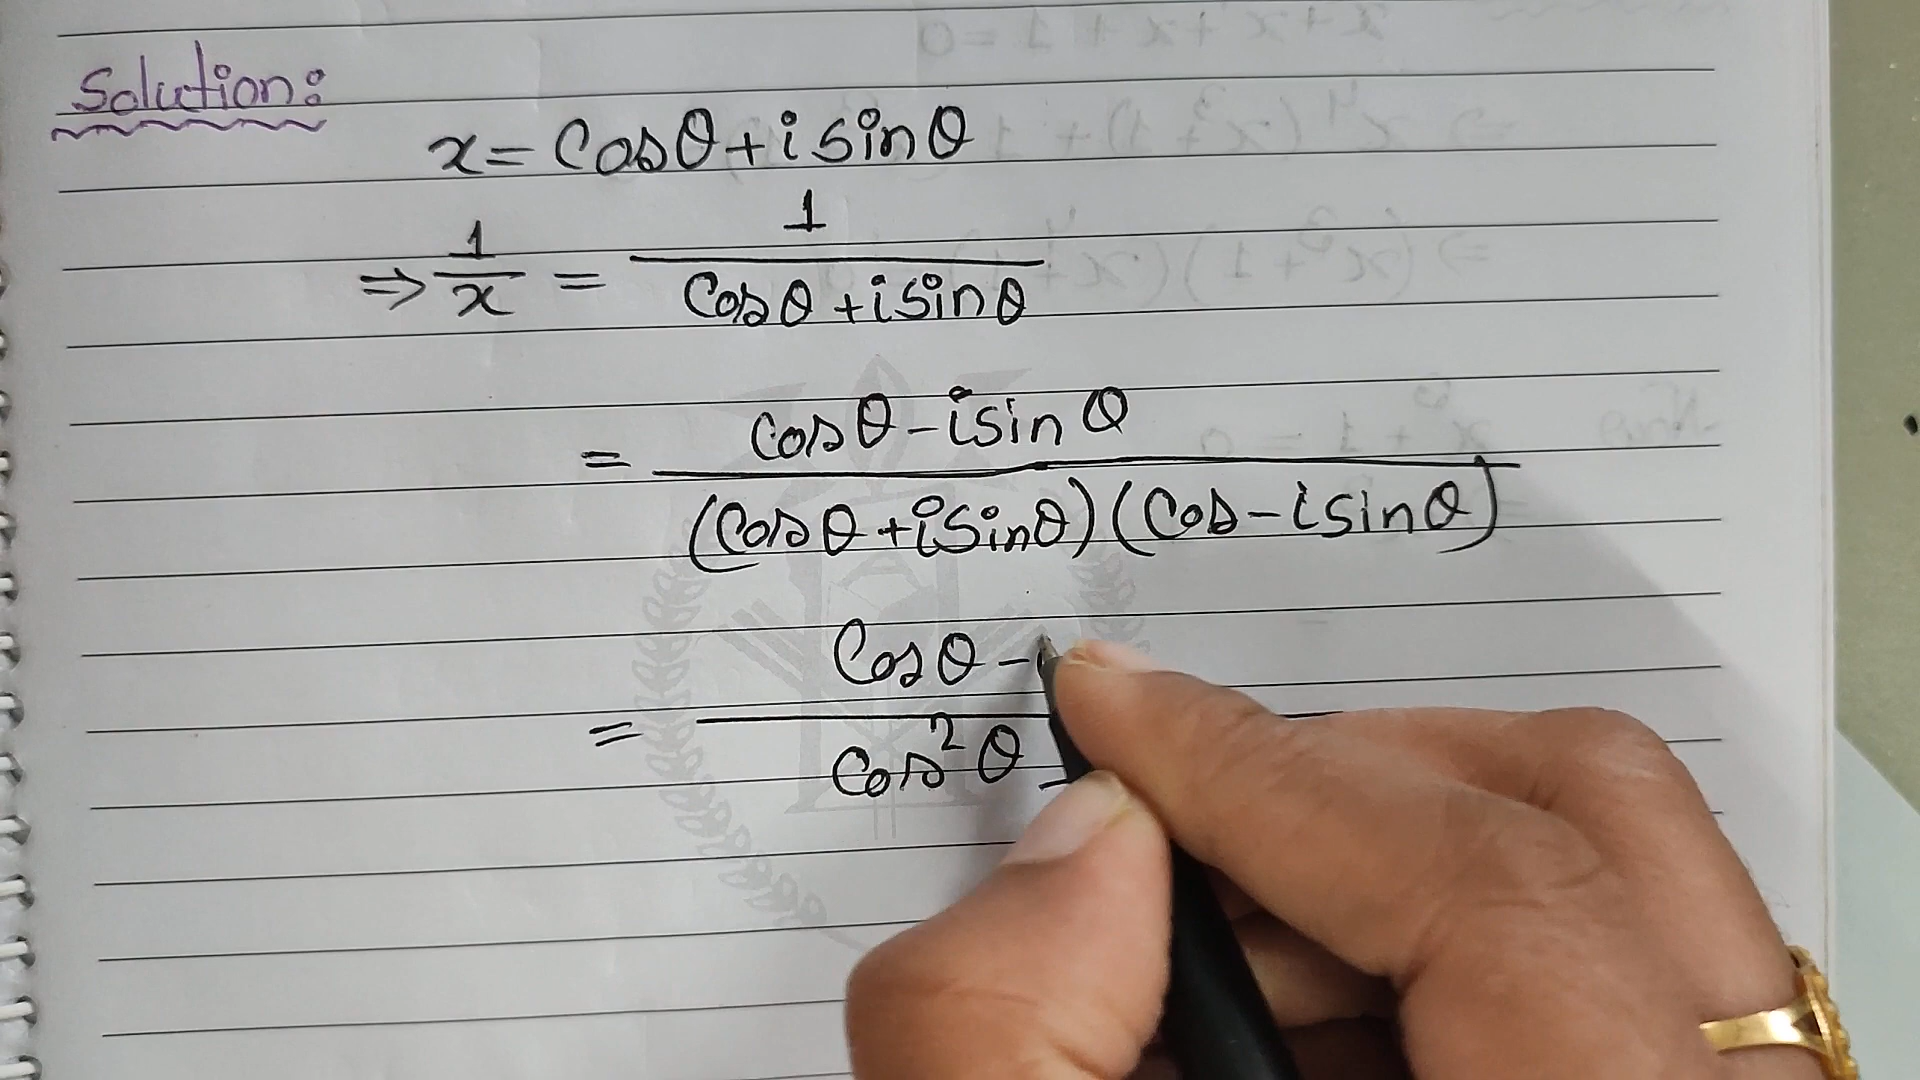 Solution:
x = Cosθ + i sinθ
⇒ 1/x = 1/(Cosθ + i sinθ)
= (cosθ - i sinθ)/((Cosθ + i sinθ)(Cos - i sinθ))
= (Cosθ -)/(Cos²θ)